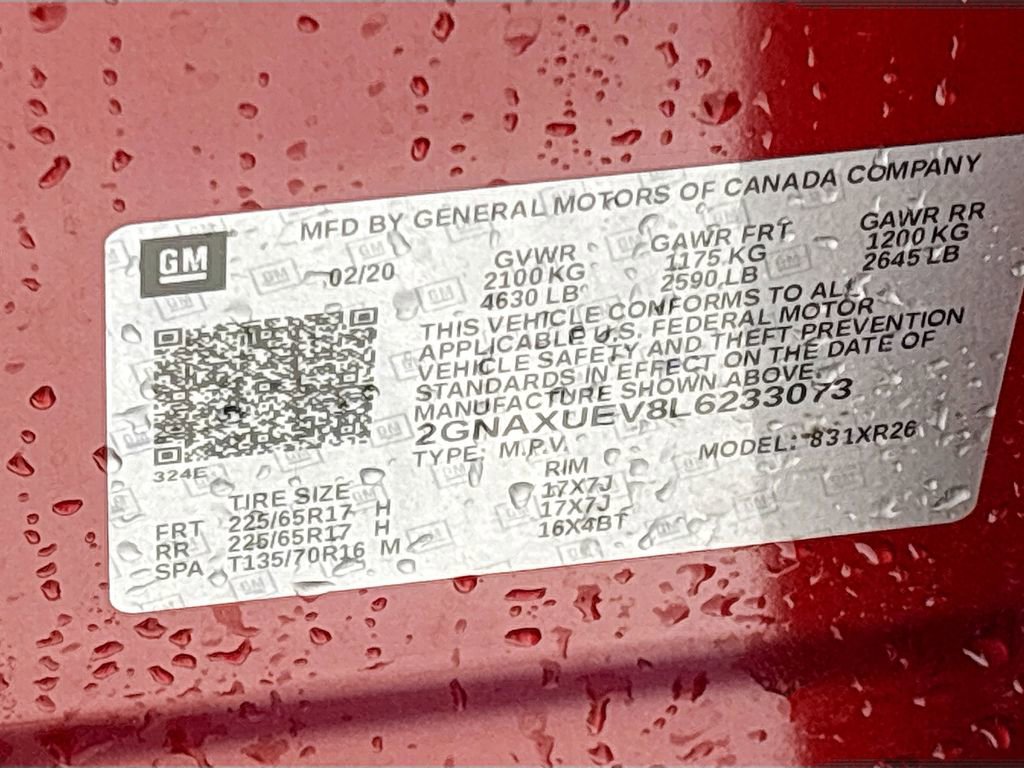 MFD BY GENERAL MOTORS OF CANADA COMPANY
GM
02/20
GVWR
2100 KG
4630 LB
GAWR FRT
1175 KG
2590 LB
GAWR RR
1200 KG
2645 LB
THIS VEHICLE CONFORMS TO ALL
APPLICABLE U.S. FEDERAL MOTOR
VEHICLE SAFETY AND THEFT PREVENTION
STANDARDS IN EFFECT ON THE DATE OF
MANUFACTURE SHOWN ABOVE.
2GNAXUEV8L6233073
TYPE: M.P.V.
MODEL: 831XR26
324E
TIRE SIZE
RIM
FRT 225/65R17 H 17X7J
RR 225/65R17 H 17X7J
SPA T135/70R16 M 16X4BT